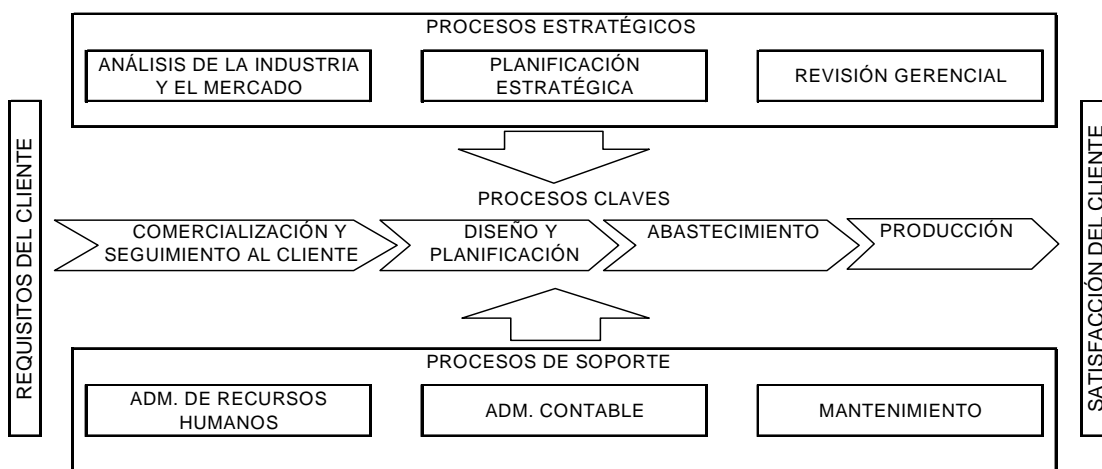 PROCESOS ESTRATÉGICOS
ANÁLISIS DE LA INDUSTRIA
Y EL MERCADO
PLANIFICACIÓN
ESTRATÉGICA
REVISIÓN GERENCIAL
REQUISITOS DEL CLIENTE
PROCESOS CLAVES
COMERCIALIZACIÓN Y
SEGUIMIENTO AL CLIENTE
DISEÑO Y
PLANIFICACIÓN
ABASTECIMIENTO
PRODUCCIÓN
SATISFACCIÓN DEL CLIENTE
PROCESOS DE SOPORTE
ADM. DE RECURSOS
HUMANOS
ADM. CONTABLE
MANTENIMIENTO